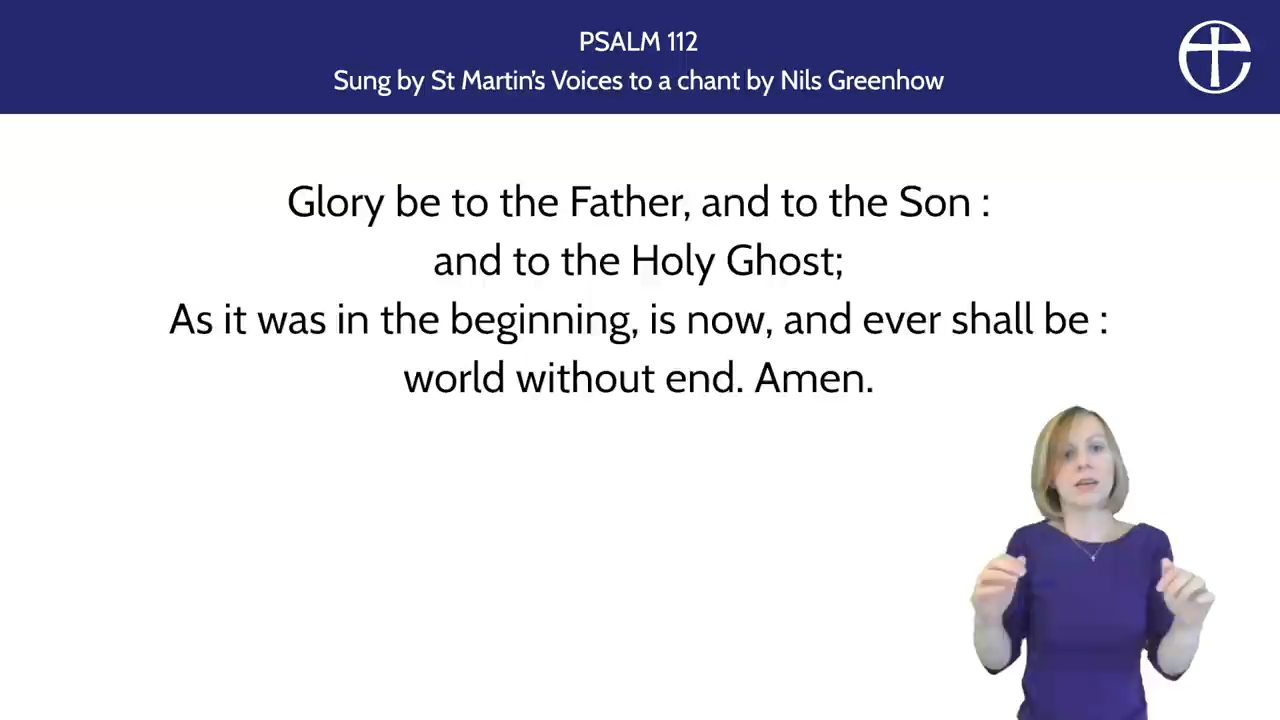 PSALM 112
Sung by St Martin's Voices to a chant by Nils Greenhow
Glory be to the Father, and to the Son :
and to the Holy Ghost;
As it was in the beginning, is now, and ever shall be :
world without end. Amen.